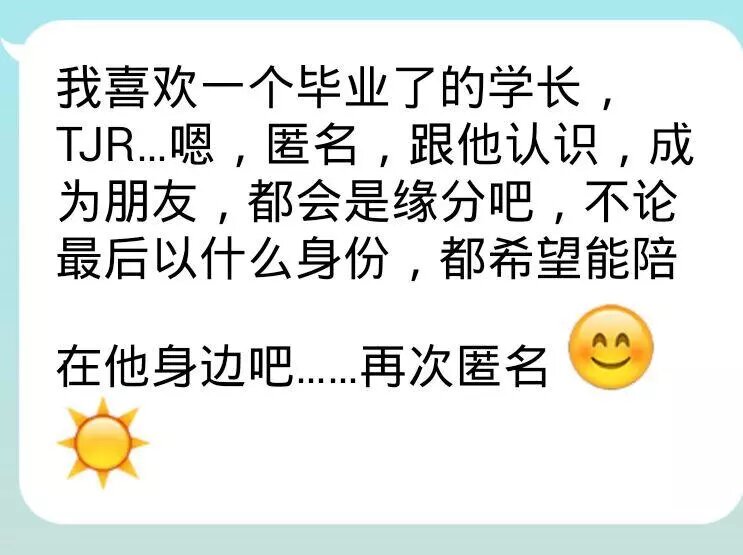 我喜欢一个毕业了的学长，
TJR...嗯，匿名，跟他认识，成
为朋友，都会是缘分吧，不论
最后以什么身份，都希望能陪
在他身边吧......再次匿名😊
☀️